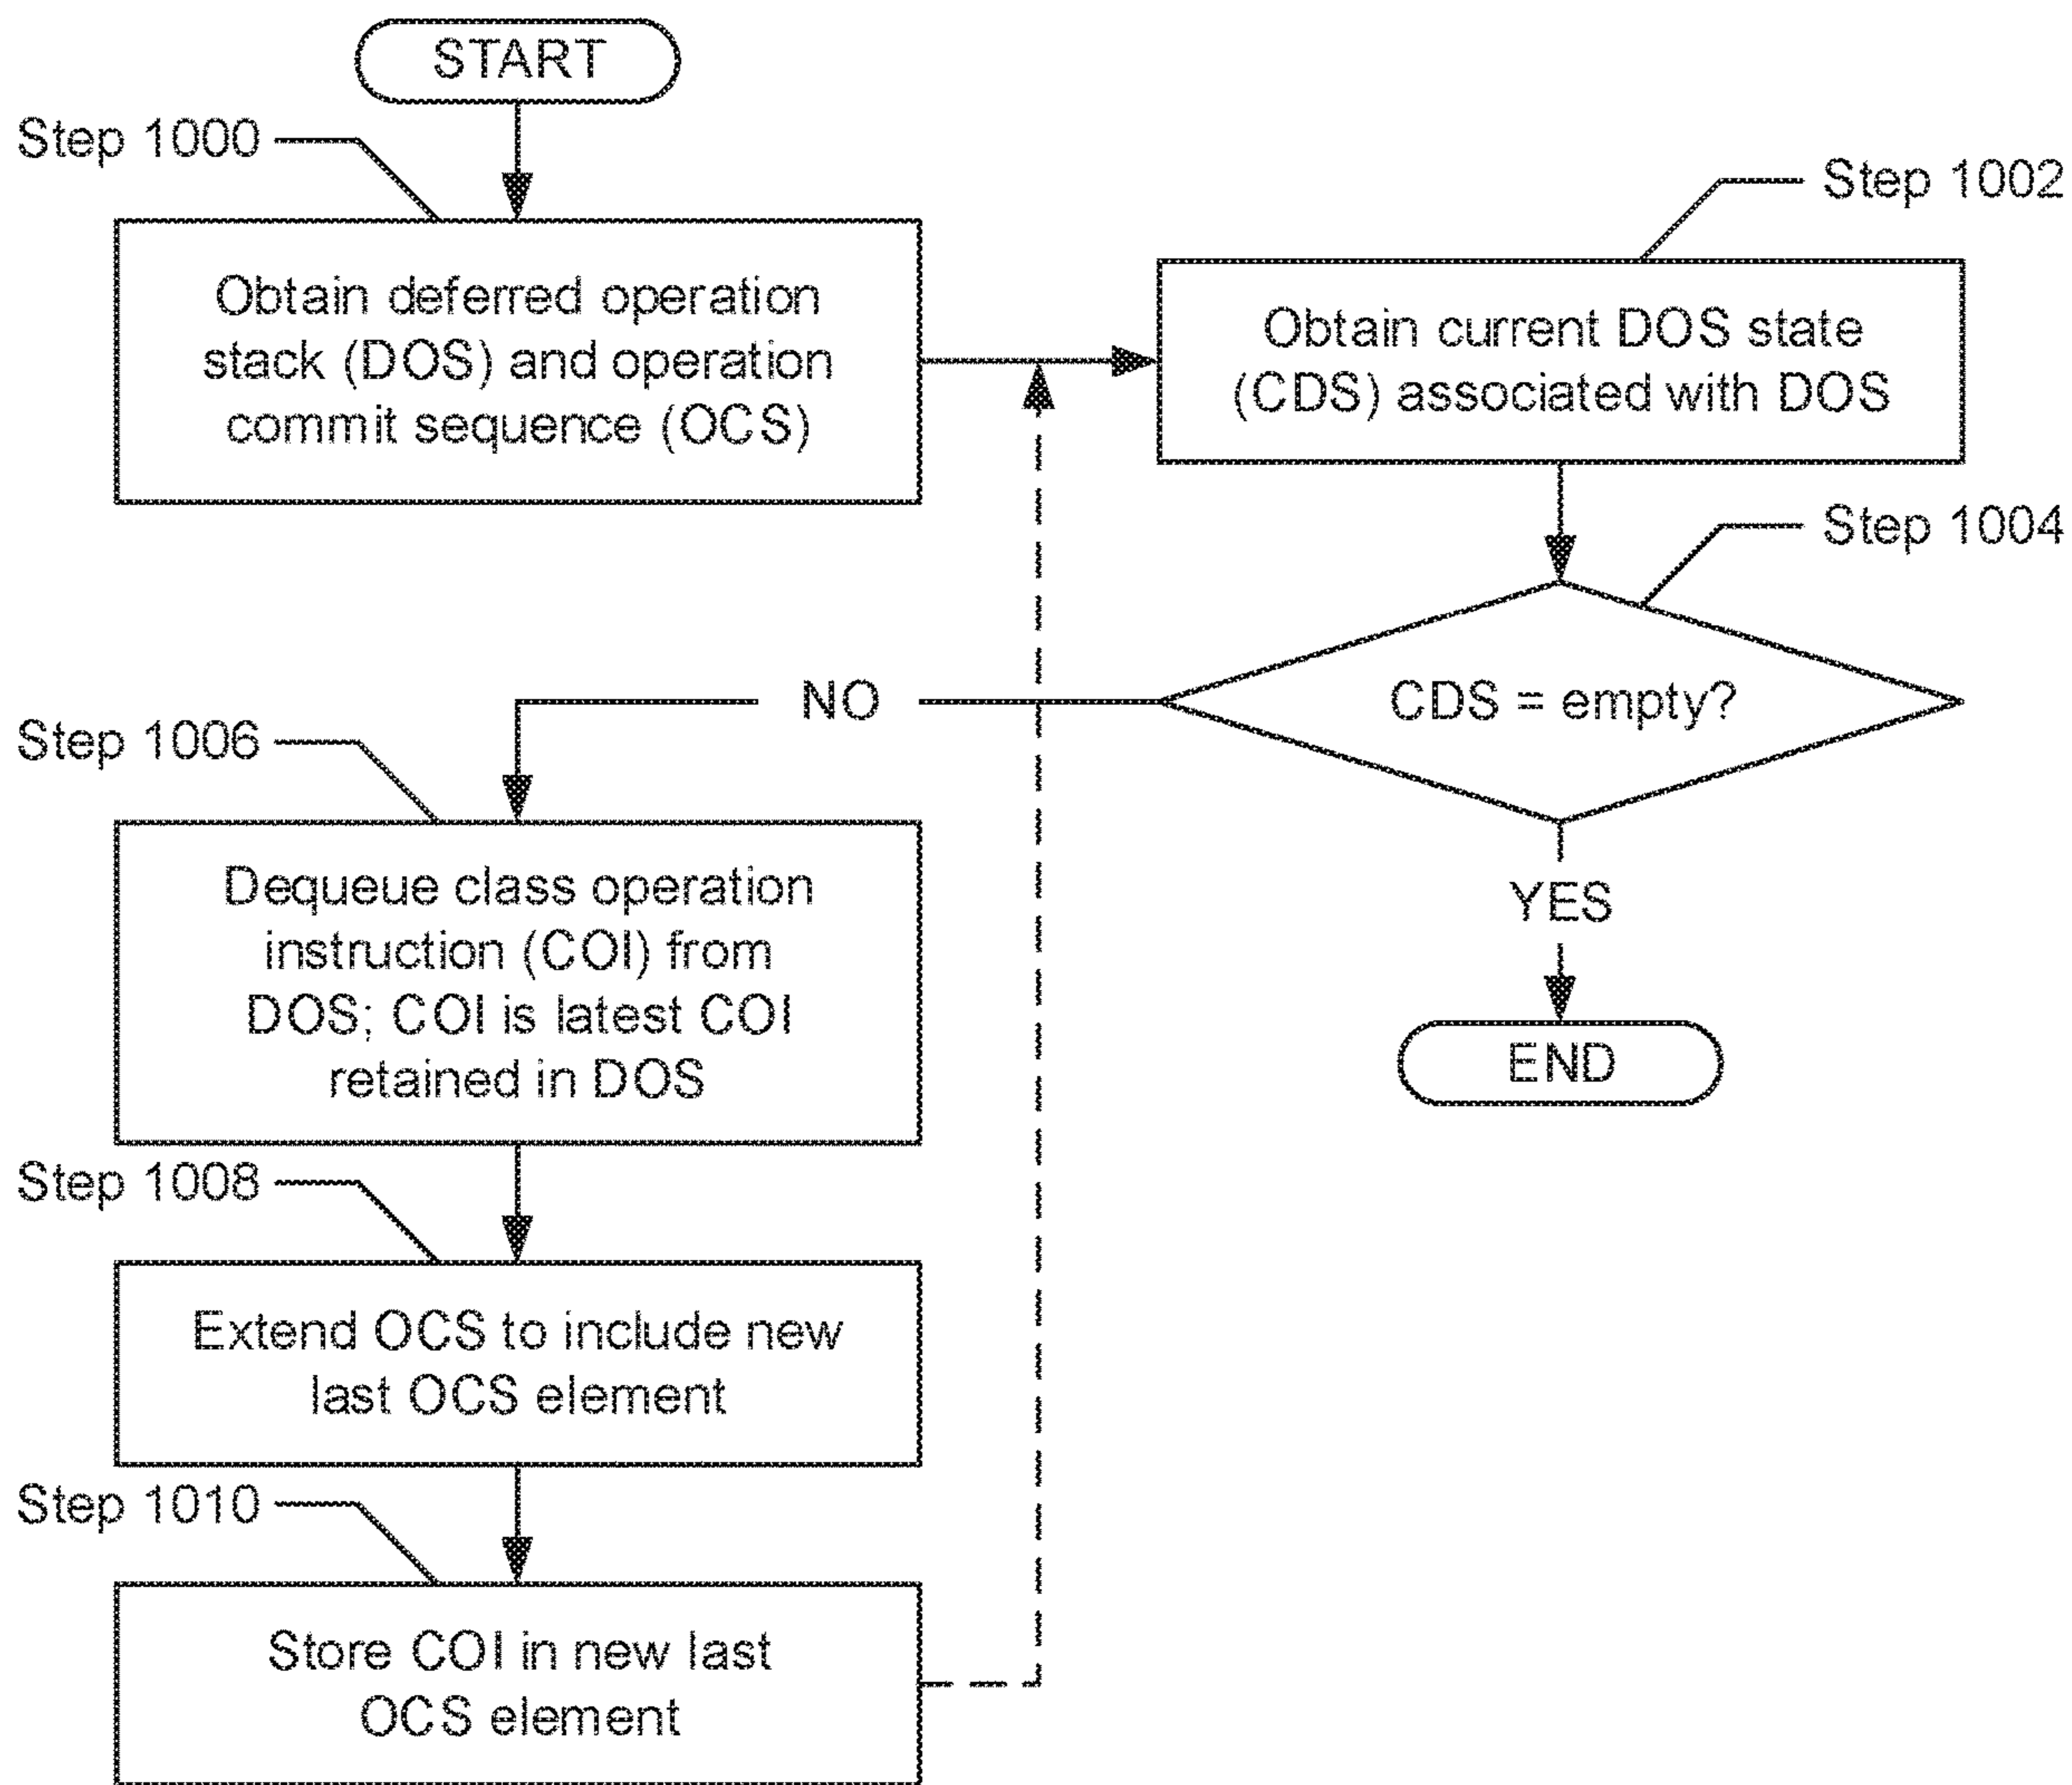 START
Step 1000
Obtain deferred operation
stack (DOS) and operation
commit sequence (OCS)
Step 1002
Obtain current DOS state
(CDS) associated with DOS
Step 1004
CDS = empty?
NO
YES
END
Step 1006
Dequeue class operation
instruction (COI) from
DOS; COI is latest COI
retained in DOS
Step 1008
Extend OCS to include new
last OCS element
Step 1010
Store COI in new last
OCS element